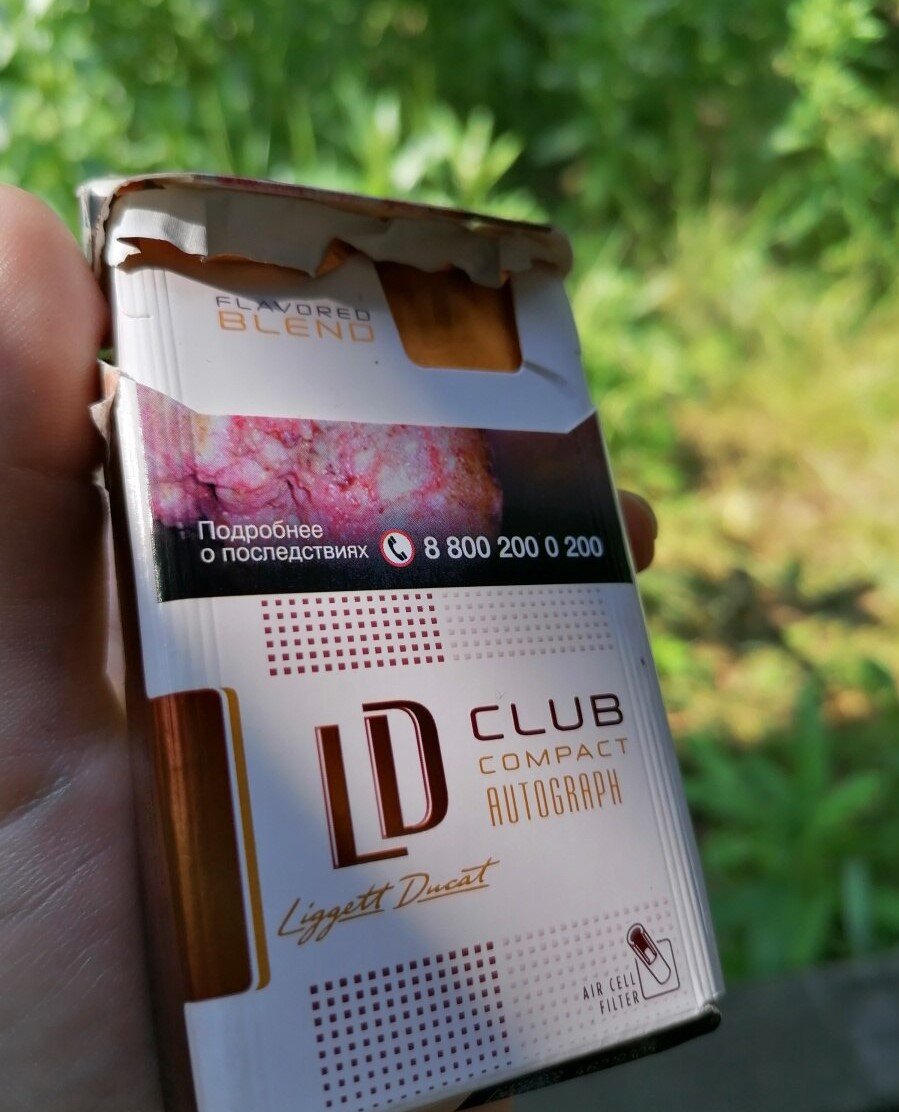 FLAVORED
BLEND
Подробнее
о последствиях 8 800 200 0 200
LD CLUB
COMPACT
AUTOGRAPH
Liggett Ducat
AIR CELL
FILTER